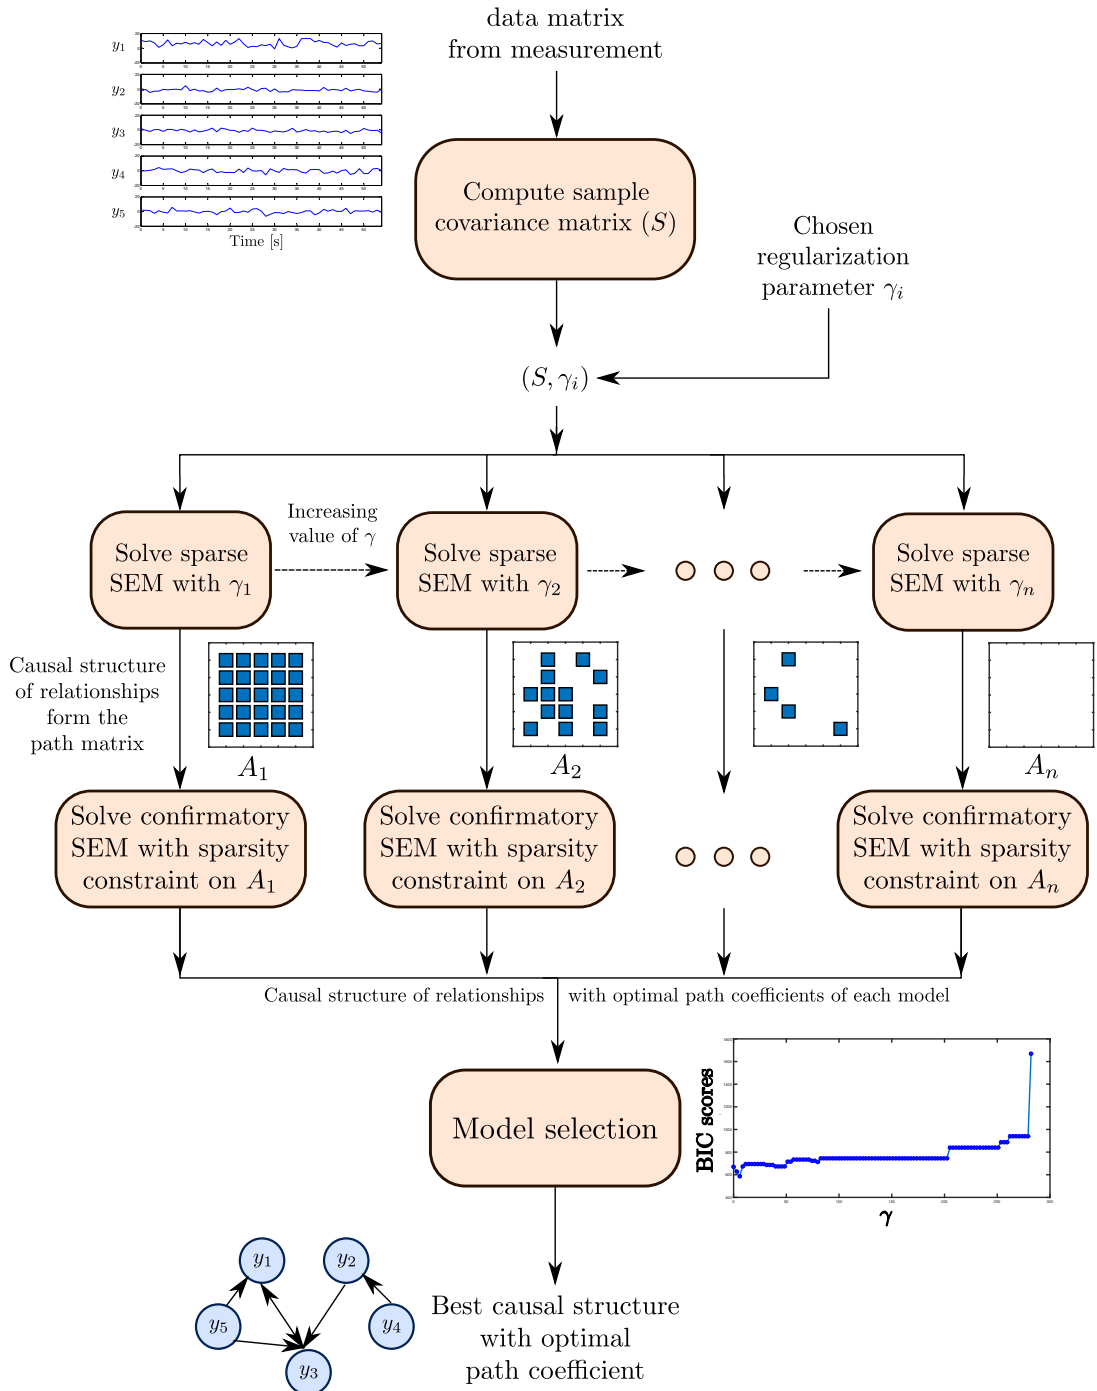 data matrix
from measurement
y1
y2
y3
y4
y5
Time [s]
Compute sample
covariance matrix (S)
Chosen
regularization
parameter γi
(S, γi)
Increasing
value of γ
Solve sparse
SEM with γ1
Solve sparse
SEM with γ2
Solve sparse
SEM with γn
Causal structure
of relationships
form the
path matrix
A1
A2
An
Solve confirmatory
SEM with sparsity
constraint on A1
Solve confirmatory
SEM with sparsity
constraint on A2
Solve confirmatory
SEM with sparsity
constraint on An
Causal structure of relationships
with optimal path coefficients of each model
Model selection
BIC scores
γ
y1
y2
y5
y4
y3
Best causal structure
with optimal
path coefficient